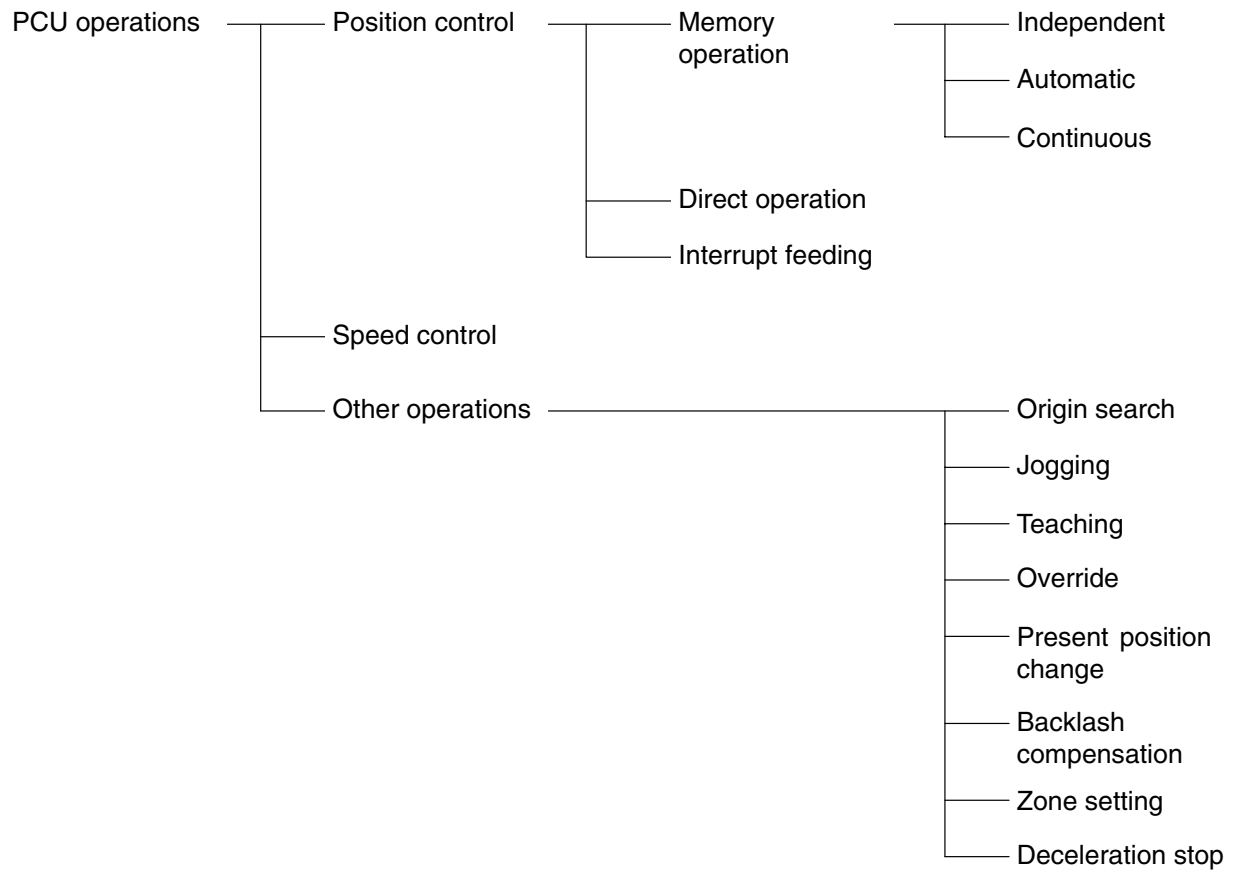 PCU operations
Position control
Memory
operation
Independent
Automatic
Continuous
Direct operation
Interrupt feeding
Speed control
Other operations
Origin search
Jogging
Teaching
Override
Present position
change
Backlash
compensation
Zone setting
Deceleration stop